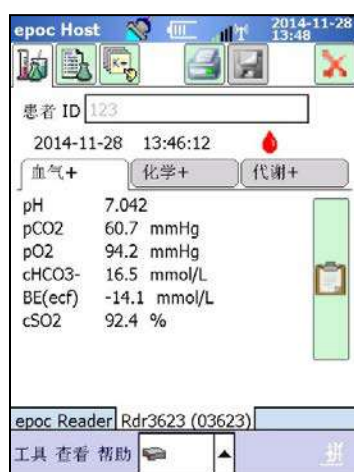 epoc Host 2014-11-28
13:48
患者 ID 123
2014-11-28 13:46:12
血气+ 化学+ 代谢+
pH 7.042
pCO2 60.7 mmHg
pO2 94.2 mmHg
cHCO3- 16.5 mmol/L
BE(ecf) -14.1 mmol/L
cSO2 92.4 %
epoc Reader Rdr3623 (03623)
工具 查看 帮助 拼